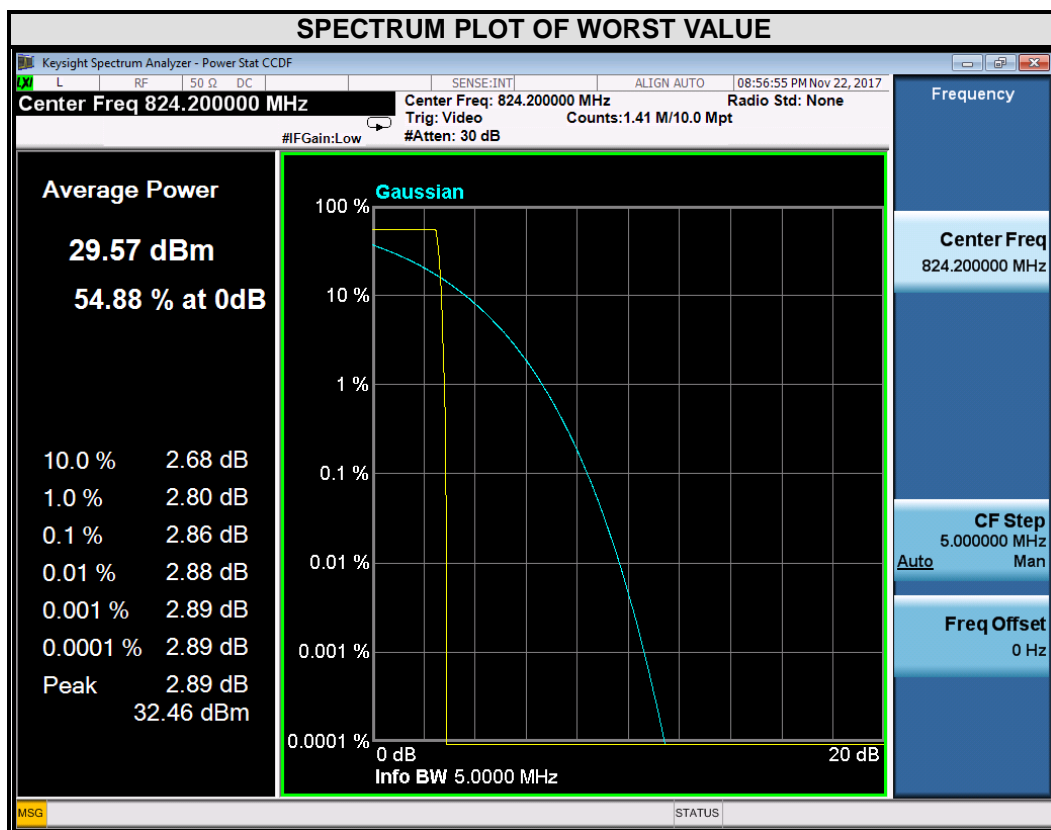 SPECTRUM PLOT OF WORST VALUE
Keysight Spectrum Analyzer - Power Stat CCDF
LXI L RF 50 Ω DC SENSE:INT ALIGN AUTO 08:56:55 PM Nov 22, 2017
Center Freq 824.200000 MHz
Center Freq: 824.200000 MHz Radio Std: None
Trig: Video Counts:1.41 M/10.0 Mpt
#IFGain:Low #Atten: 30 dB
Average Power
29.57 dBm
54.88 % at 0dB
10.0 % 2.68 dB
1.0 % 2.80 dB
0.1 % 2.86 dB
0.01 % 2.88 dB
0.001 % 2.89 dB
0.0001 % 2.89 dB
Peak 2.89 dB
32.46 dBm
Gaussian
100 %
10 %
1 %
0.1 %
0.01 %
0.001 %
0.0001 %
0 dB 20 dB
Info BW 5.0000 MHz
Frequency
Center Freq
824.200000 MHz
CF Step
5.000000 MHz
Auto Man
Freq Offset
0 Hz
MSG STATUS